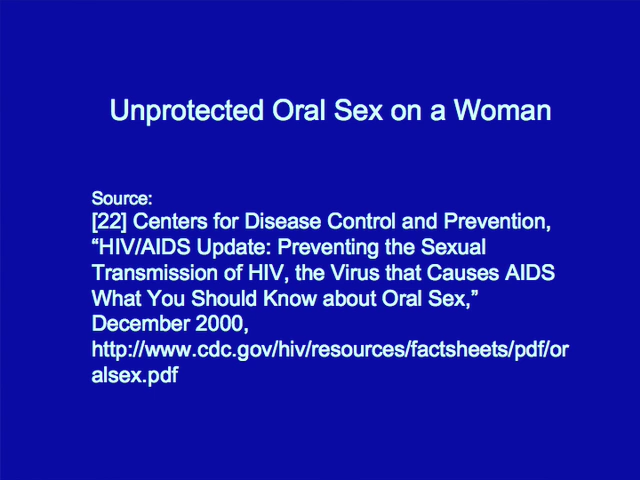 Unprotected Oral Sex on a Woman
Source:
[22] Centers for Disease Control and Prevention,
“HIV/AIDS Update: Preventing the Sexual
Transmission of HIV, the Virus that Causes AIDS
What You Should Know about Oral Sex,”
December 2000,
http://www.cdc.gov/hiv/resources/factsheets/pdf/or
alsex.pdf